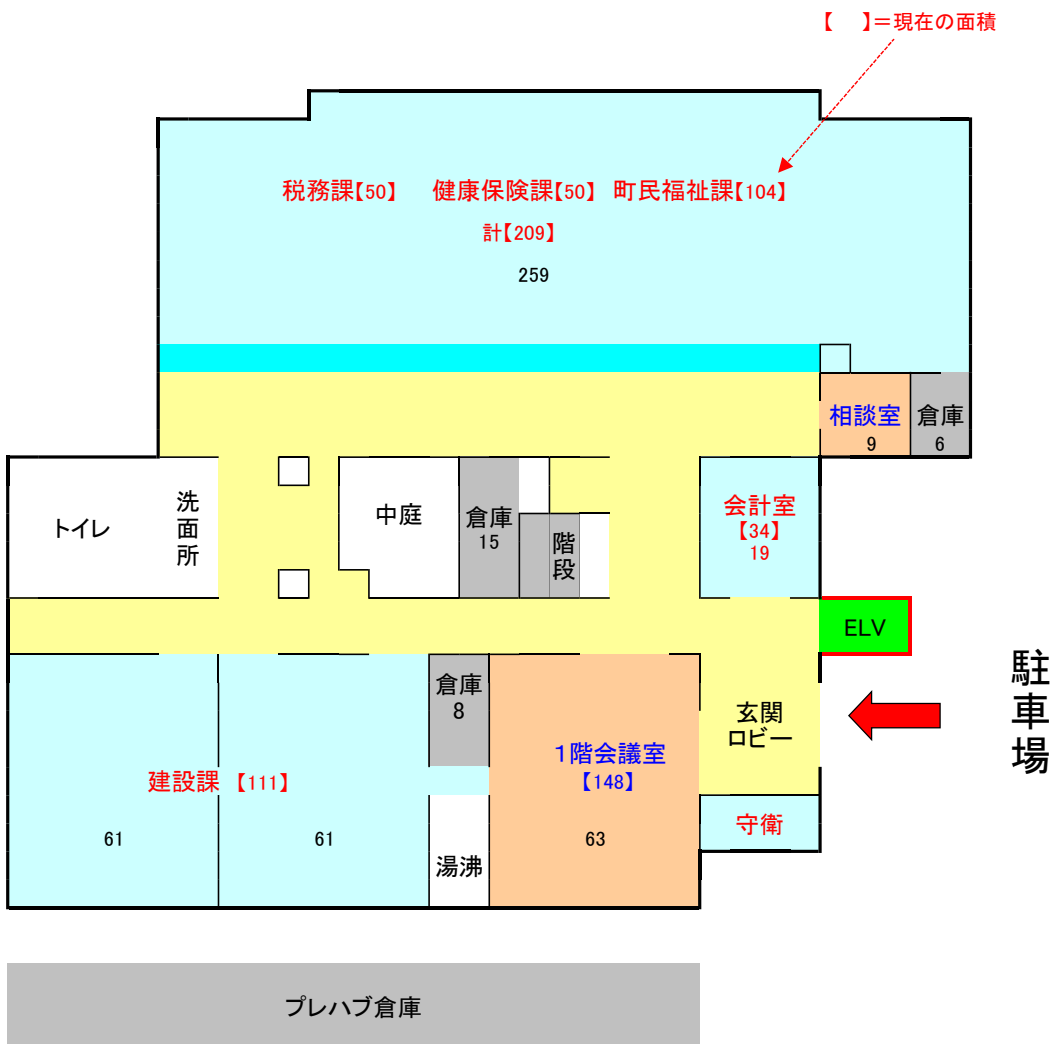 【　】＝現在の面積
税務課【50】　健康保険課【50】 町民福祉課【104】
計【209】
259
相談室
9
倉庫
6
トイレ
洗面所
中庭
倉庫
15
階段
会計室
【34】
19
ELV
駐車場
倉庫
8
玄関
ロビー
1階会議室
【148】
建設課 【111】
61
61
63
守衛
湯沸
プレハブ倉庫